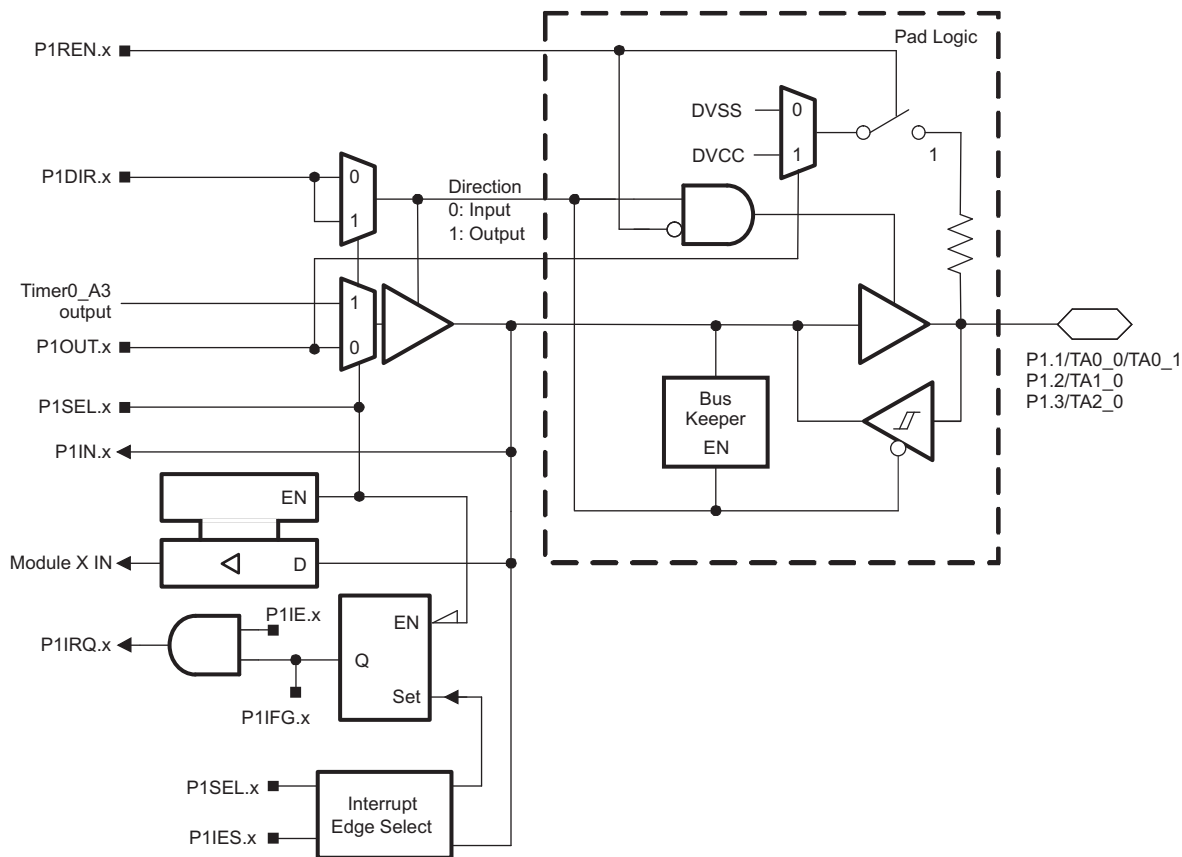 Pad Logic
P1REN.x
DVSS
0
DVCC
1
1
P1DIR.x
0
1
Direction
0: Input
1: Output
Timer0_A3
output
1
P1OUT.x
0
P1.1/TA0_0/TA0_1
P1.2/TA1_0
P1.3/TA2_0
P1SEL.x
Bus
Keeper
EN
P1IN.x
EN
Module X IN
D
P1IE.x
EN
P1IRQ.x
Q
Set
P1IFG.x
P1SEL.x
Interrupt
Edge Select
P1IES.x